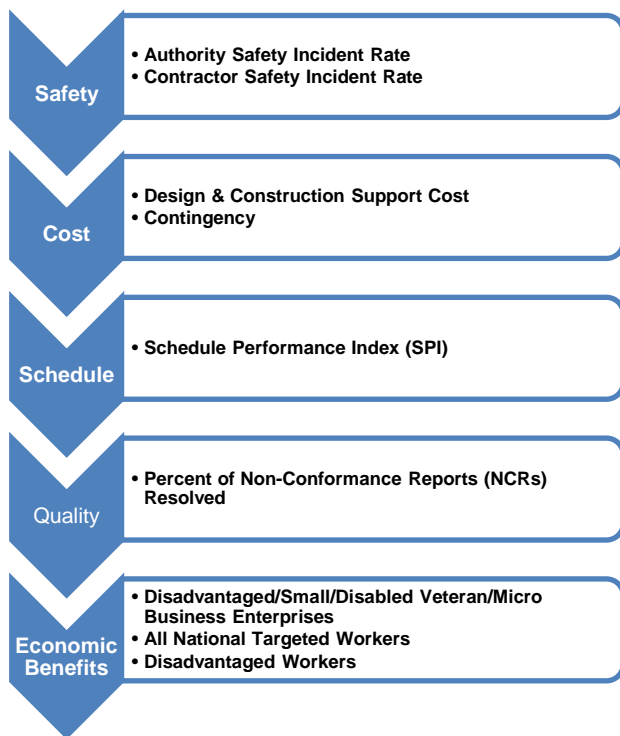 Safety
• Authority Safety Incident Rate
• Contractor Safety Incident Rate
Cost
• Design & Construction Support Cost
• Contingency
Schedule
• Schedule Performance Index (SPI)
Quality
• Percent of Non-Conformance Reports (NCRs)
Resolved
Economic
Benefits
• Disadvantaged/Small/Disabled Veteran/Micro
Business Enterprises
• All National Targeted Workers
• Disadvantaged Workers